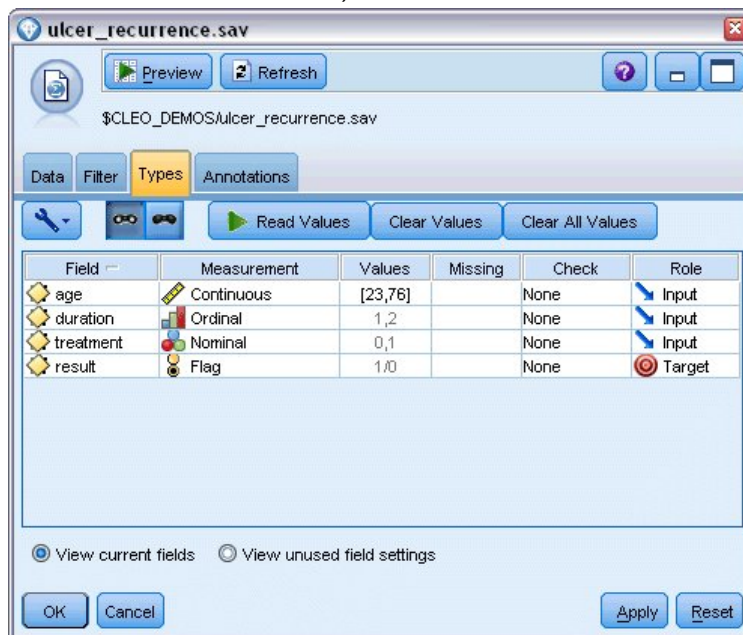 ulcer_recurrence.sav
Preview Refresh
$CLEO_DEMOS/ulcer_recurrence.sav
Data Filter Types Annotations
Read Values Clear Values Clear All Values
Field Measurement Values Missing Check Role
age Continuous [23,76] None Input
duration Ordinal 1,2 None Input
treatment Nominal 0,1 None Input
result Flag 1/0 None Target
View current fields View unused field settings
OK Cancel Apply Reset